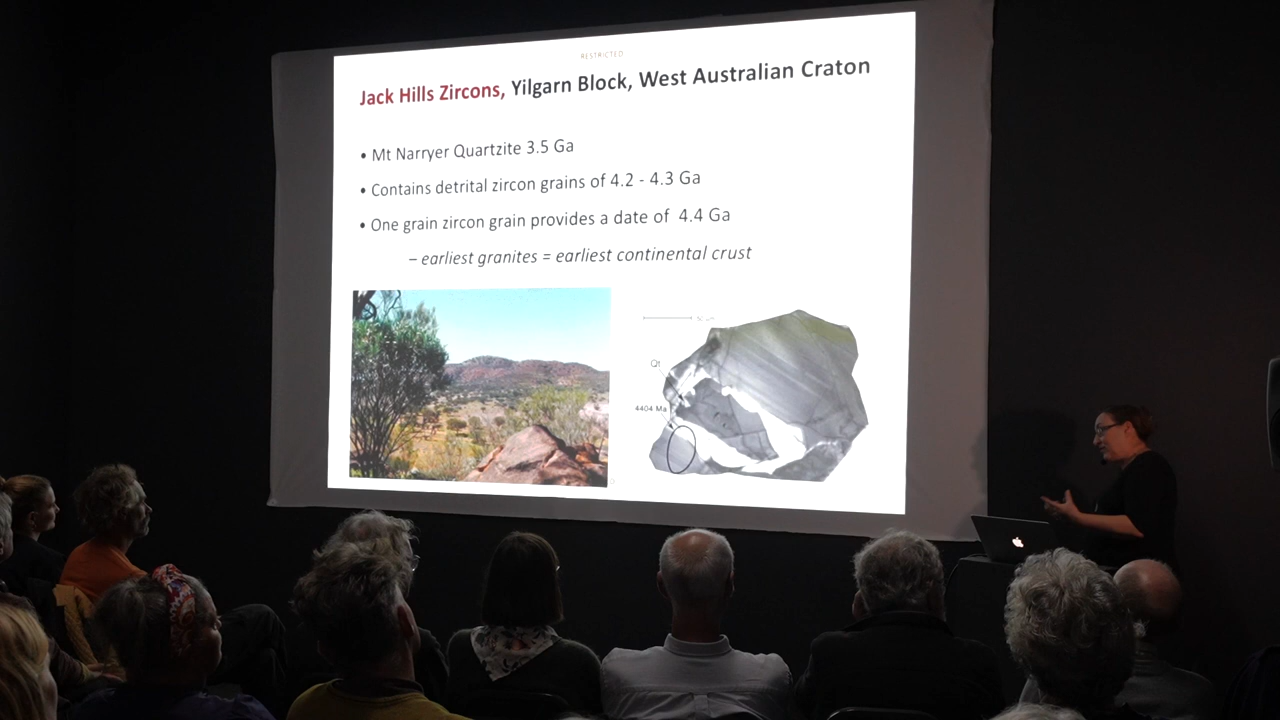 RESTRICTED
Jack Hills Zircons, Yilgarn Block, West Australian Craton
• Mt Narryer Quartzite 3.5 Ga
• Contains detrital zircon grains of 4.2 - 4.3 Ga
• One grain zircon grain provides a date of 4.4 Ga
– earliest granites = earliest continental crust
Qt
4404 Ma